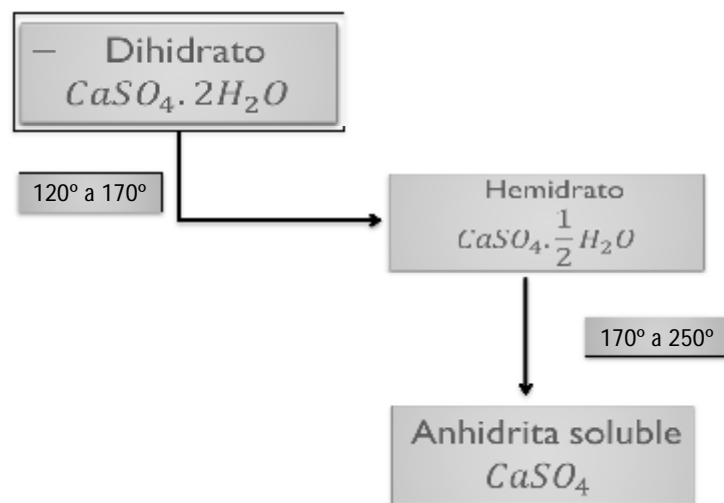 – Dihidrato
CaSO₄. 2H₂O
120º a 170º
Hemidrato
CaSO₄.1/2 H₂O
170º a 250º
Anhidrita soluble
CaSO₄